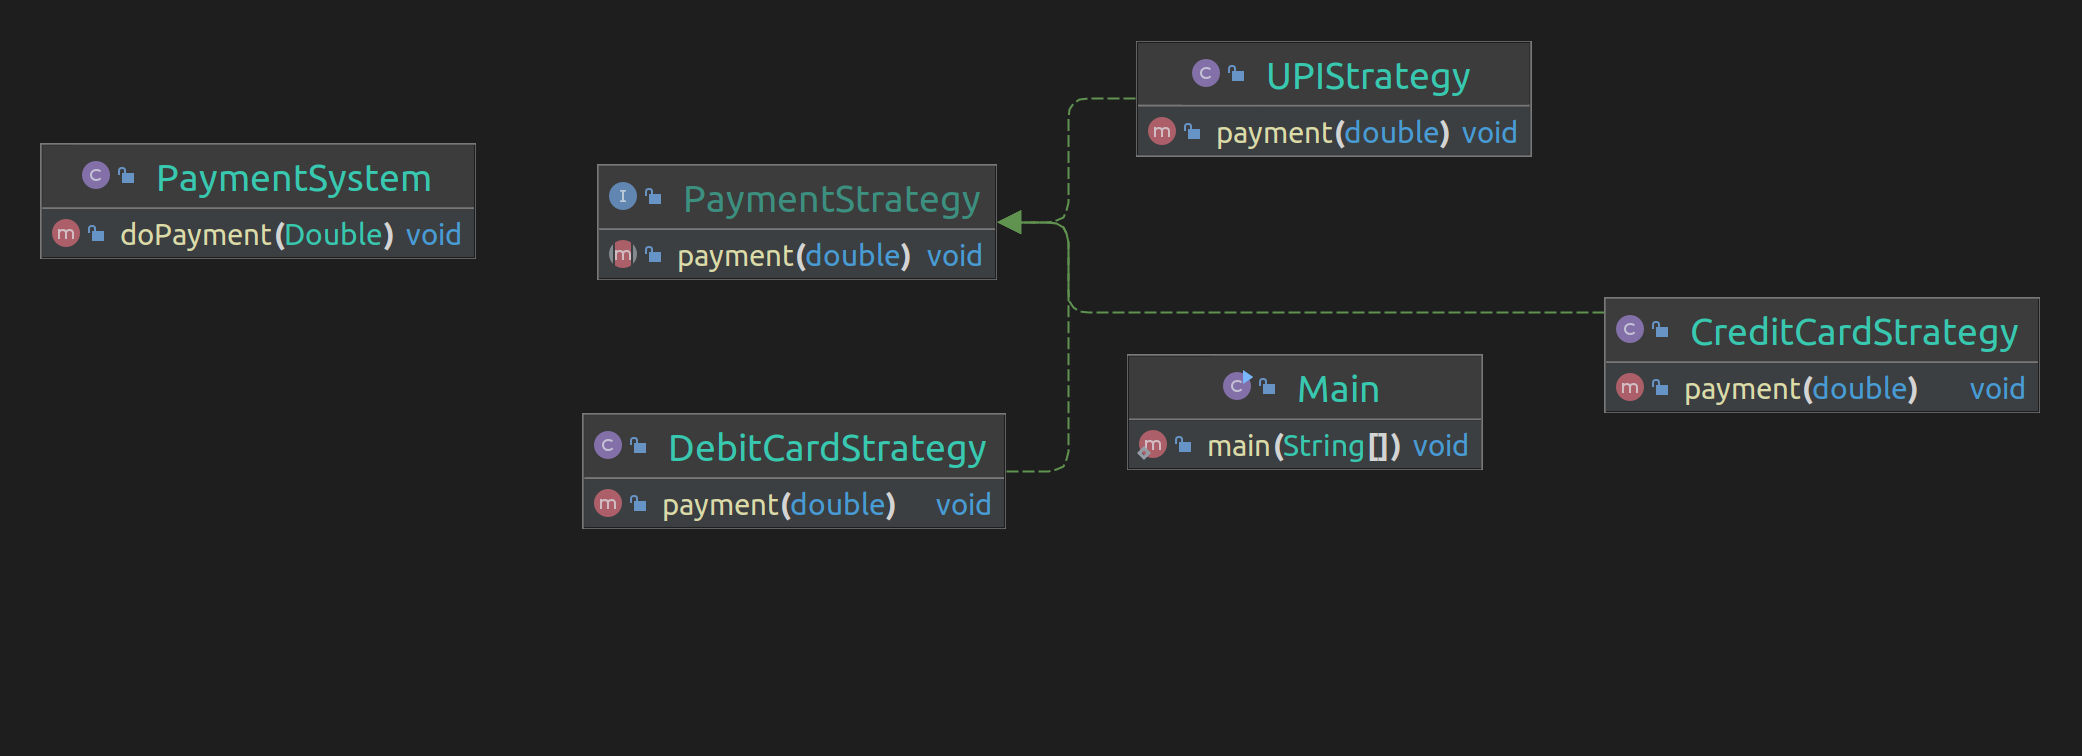 C UPIStrategy
m payment(double) void
C PaymentSystem
m doPayment(Double) void
I PaymentStrategy
m payment(double) void
C CreditCardStrategy
m payment(double) void
C Main
m main(String[]) void
C DebitCardStrategy
m payment(double) void